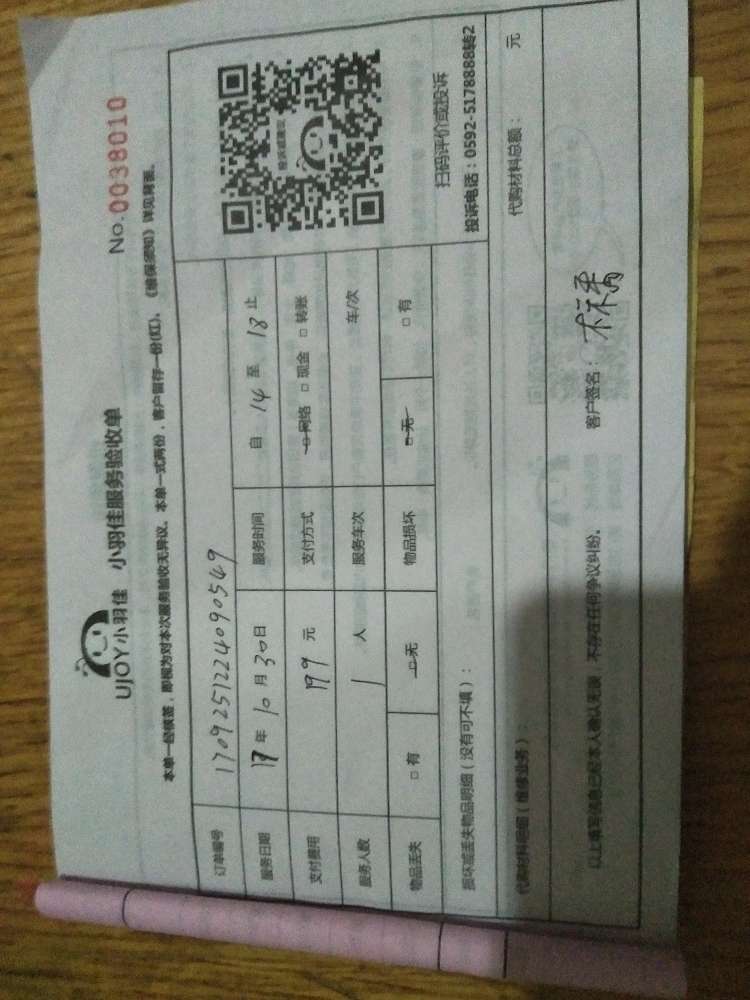 UJOY小羽佳 小羽佳服务验收单
No.0038010
本单一经核签，即视为对本次服务验收无异议。本单一式两份，客户留存一份(红)。《维保须知》详见背面。
订单编号 170925122409 0549
服务日期 17年10月30日 服务时间 自 14 至 18 止
支付费用 199 元 支付方式 □网络 □现金 □转账
服务人数 1 人 服务车次 车/次
物品丢失 □有 □无 物品损坏 □无 □有
扫码评价或投诉
投诉电话：0592-5178888转2
损坏或丢失物品明细（没有可不填）：
代购材料明细（维修业务）： 代购材料总额： 元
以上填写消息已经本人确认无误，不存在任何争议纠纷。 客户签名：